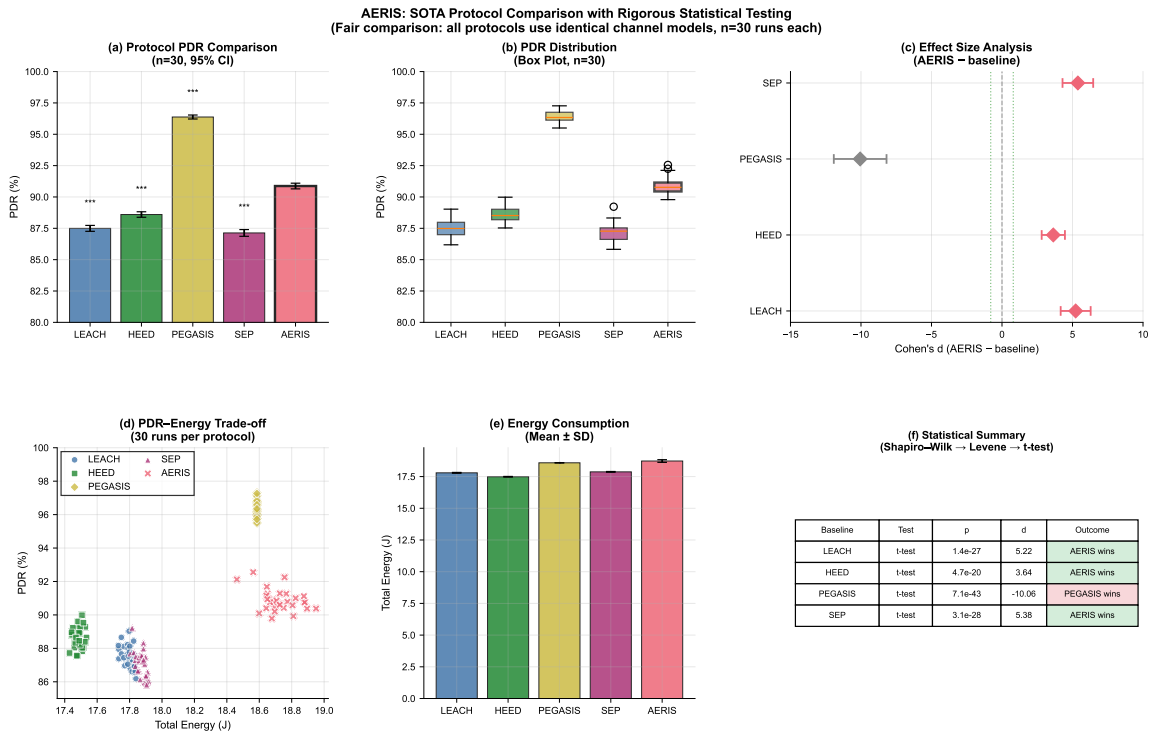 AERIS: SOTA Protocol Comparison with Rigorous Statistical Testing
(Fair comparison: all protocols use identical channel models, n=30 runs each)
(a) Protocol PDR Comparison
(n=30, 95% CI)
100.0
97.5
95.0
92.5
90.0
87.5
85.0
82.5
80.0
PDR (%)
***
***
***
***
LEACH HEED PEGASIS SEP AERIS
(b) PDR Distribution
(Box Plot, n=30)
100.0
97.5
95.0
92.5
90.0
87.5
85.0
82.5
80.0
PDR (%)
LEACH HEED PEGASIS SEP AERIS
(c) Effect Size Analysis
(AERIS − baseline)
SEP
PEGASIS
HEED
LEACH
−15 −10 −5 0 5 10
Cohen's d (AERIS − baseline)
(d) PDR–Energy Trade-off
(30 runs per protocol)
LEACH
HEED
PEGASIS
SEP
AERIS
100
98
96
94
92
90
88
86
PDR (%)
17.4 17.6 17.8 18.0 18.2 18.4 18.6 18.8 19.0
Total Energy (J)
(e) Energy Consumption
(Mean ± SD)
17.5
15.0
12.5
10.0
7.5
5.0
2.5
0.0
Total Energy (J)
LEACH HEED PEGASIS SEP AERIS
(f) Statistical Summary
(Shapiro–Wilk → Levene → t-test)
Baseline Test p d Outcome
LEACH t-test 1.4e-27 5.22 AERIS wins
HEED t-test 4.7e-20 3.64 AERIS wins
PEGASIS t-test 7.1e-43 -10.06 PEGASIS wins
SEP t-test 3.1e-28 5.38 AERIS wins